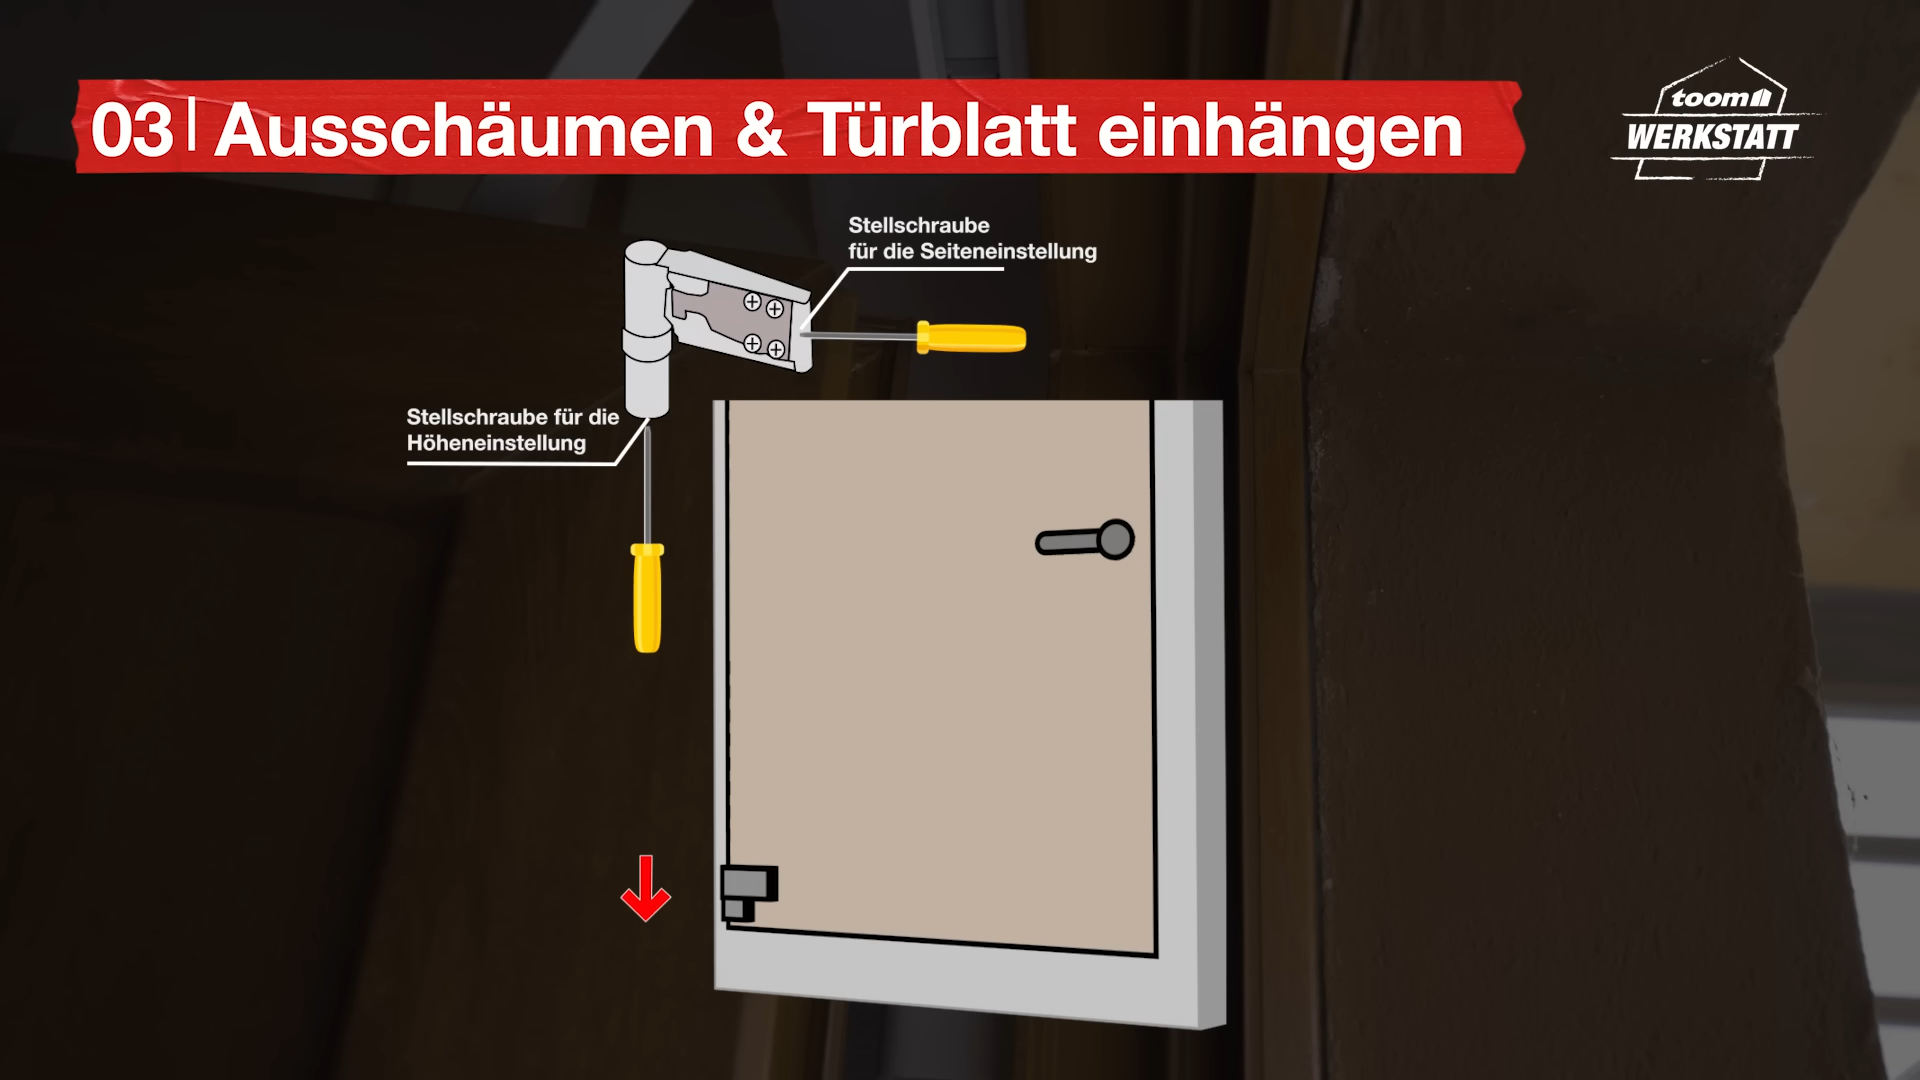 03| Ausschäumen & Türblatt einhängen
toom
WERKSTATT
Stellschraube
für die Seiteneinstellung
Stellschraube für die
Höheneinstellung